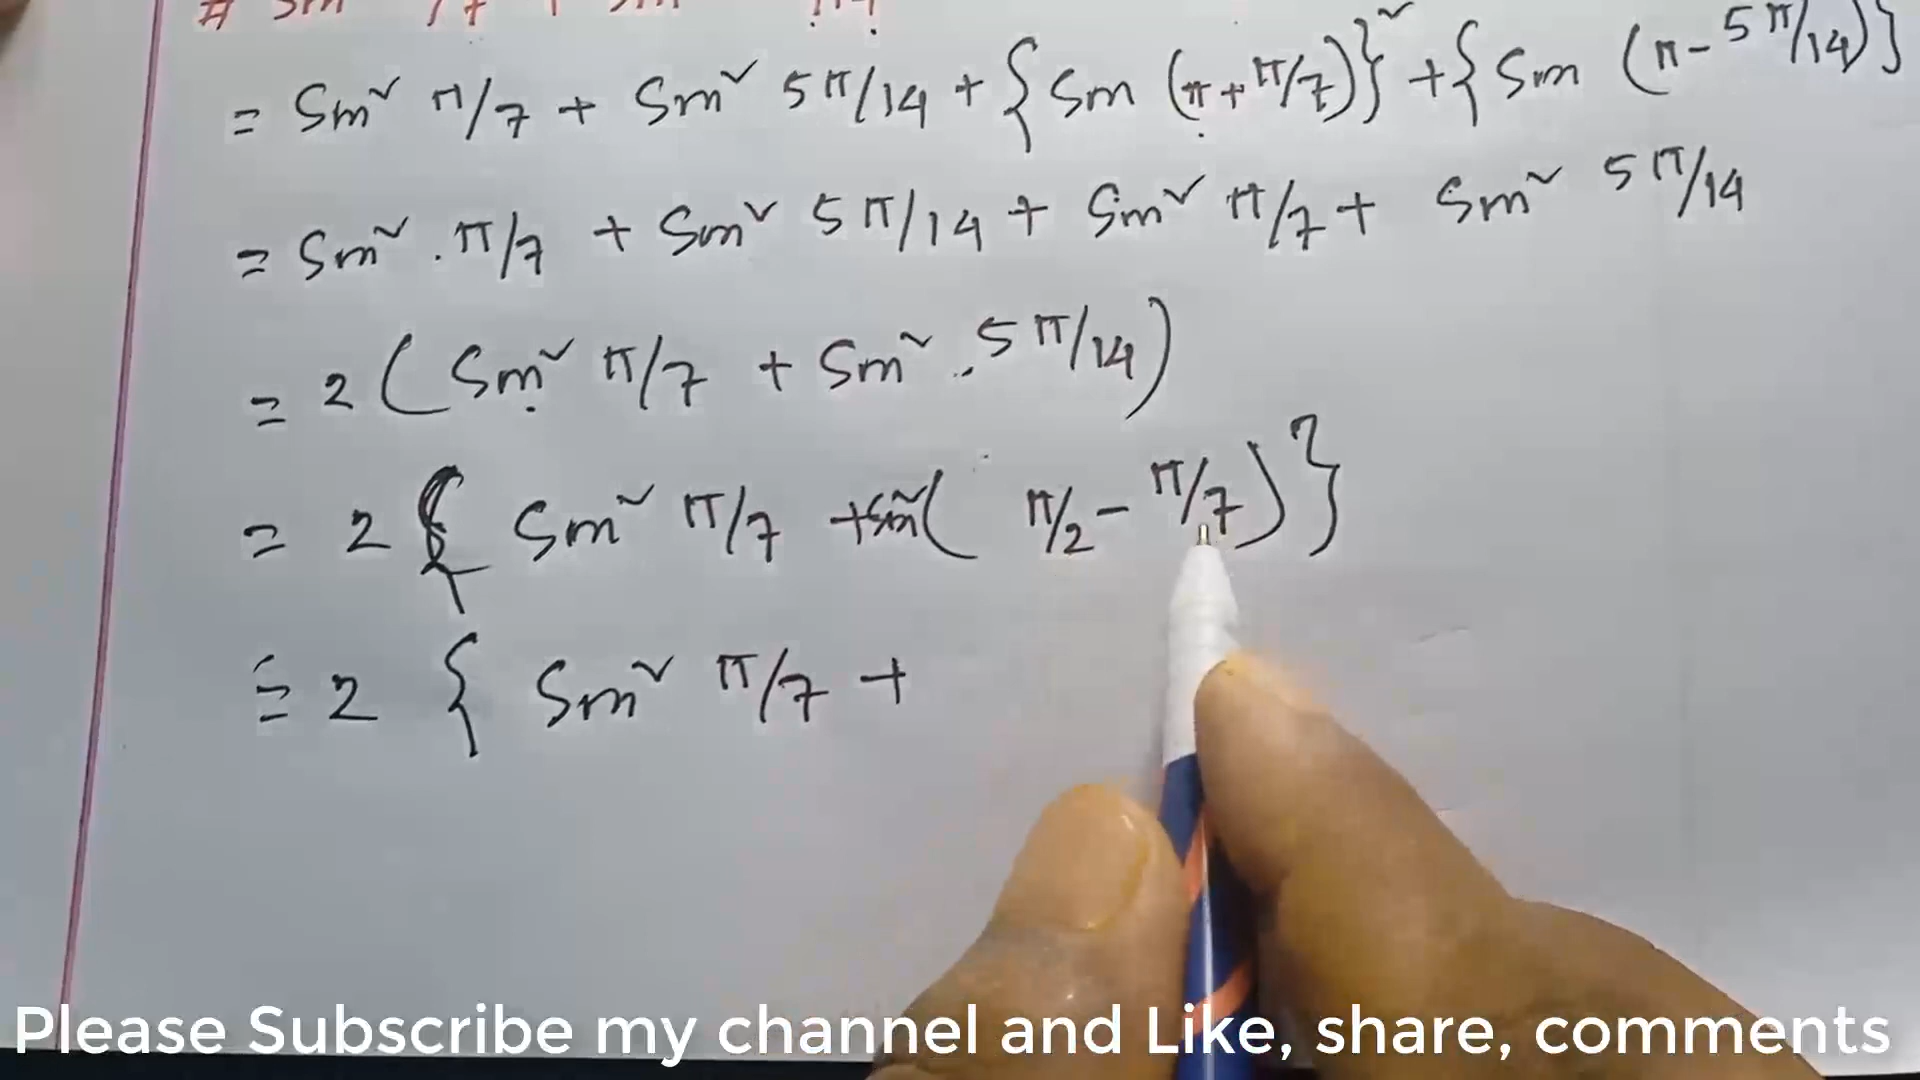 = Sin² π/7 + Sin² 5π/14 + {Sin (π + π/7)}² + {Sin (π - 5π/14)}
= Sin² π/7 + Sin² 5π/14 + Sin² π/7 + Sin² 5π/14
= 2 (Sin² π/7 + Sin² 5π/14)
= 2 { Sin² π/7 + Sin² ( π/2 - π/7 ) }
= 2 { Sin² π/7 +
Please Subscribe my channel and Like, share, comments